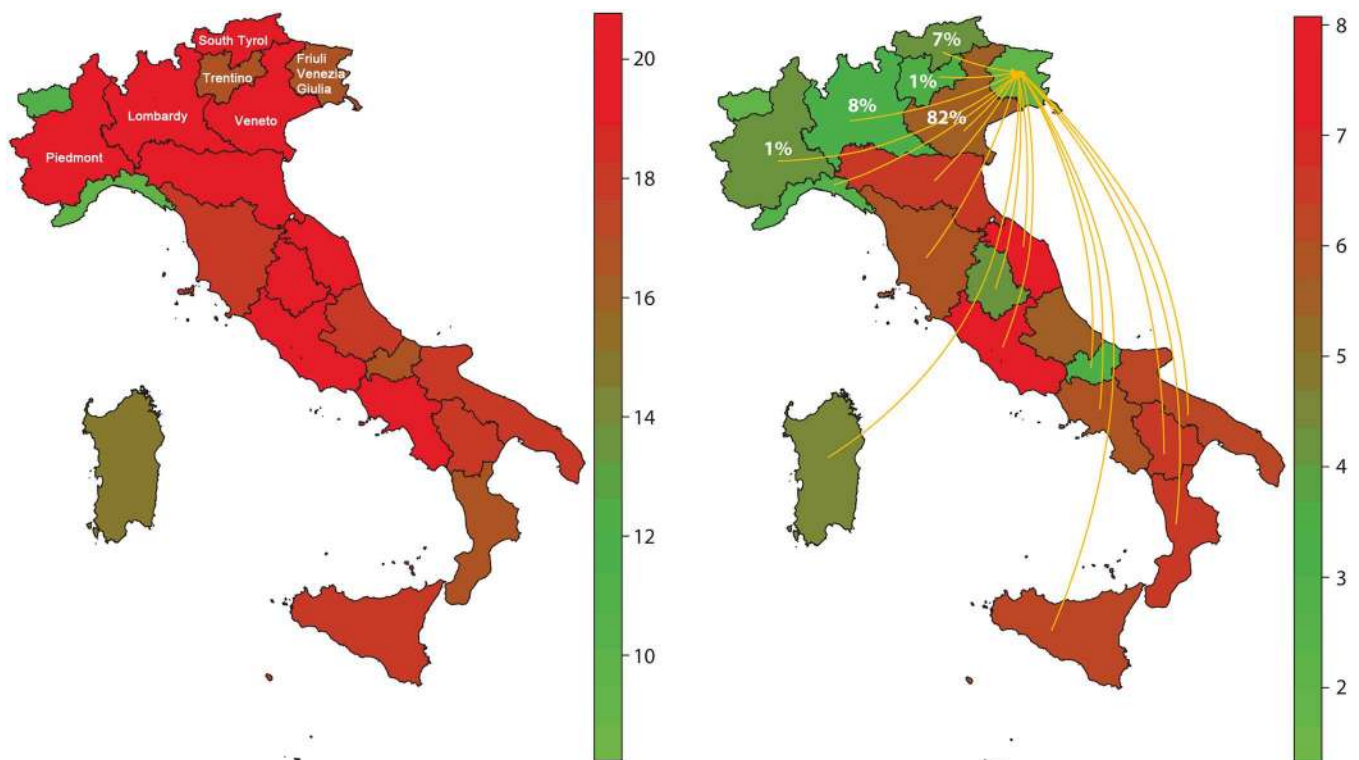 South Tyrol
Trentino
Friuli
Venezia
Giulia
Lombardy
Veneto
Piedmont
20
18
16
14
12
10
7%
1%
8%
82%
1%
8
7
6
5
4
3
2